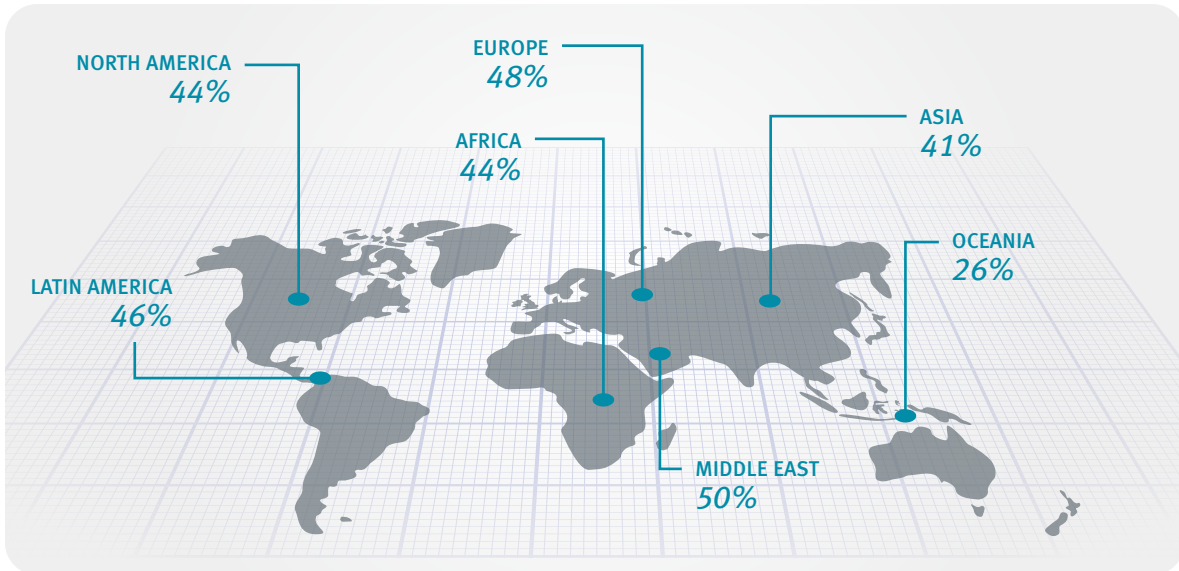 NORTH AMERICA
44%
EUROPE
48%
AFRICA
44%
ASIA
41%
OCEANIA
26%
LATIN AMERICA
46%
MIDDLE EAST
50%